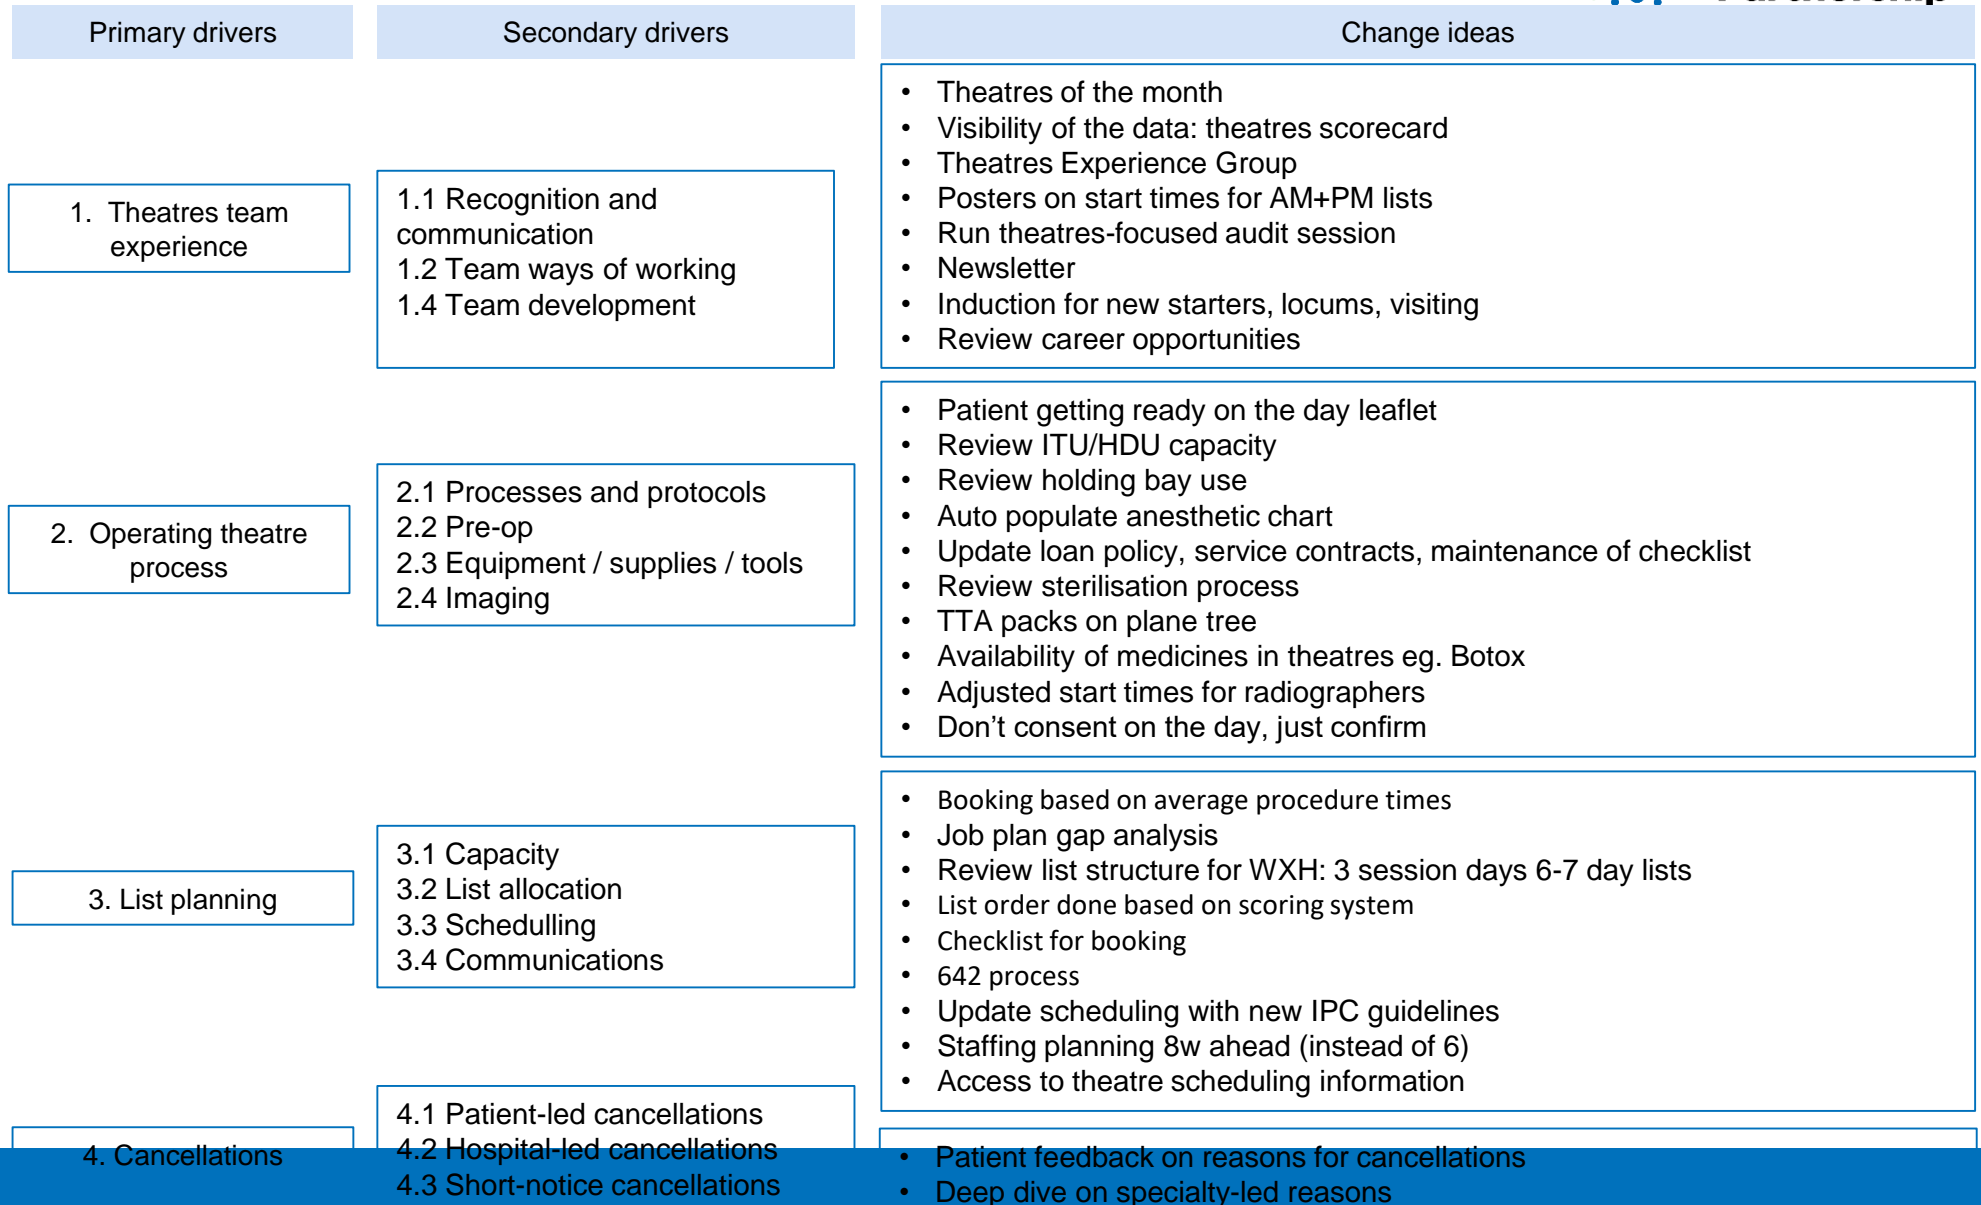 Primary drivers
Secondary drivers
Change ideas
1. Theatres team
experience
1.1 Recognition and
communication
1.2 Team ways of working
1.4 Team development
• Theatres of the month
• Visibility of the data: theatres scorecard
• Theatres Experience Group
• Posters on start times for AM+PM lists
• Run theatres-focused audit session
• Newsletter
• Induction for new starters, locums, visiting
• Review career opportunities
2. Operating theatre
process
2.1 Processes and protocols
2.2 Pre-op
2.3 Equipment / supplies / tools
2.4 Imaging
• Patient getting ready on the day leaflet
• Review ITU/HDU capacity
• Review holding bay use
• Auto populate anesthetic chart
• Update loan policy, service contracts, maintenance of checklist
• Review sterilisation process
• TTA packs on plane tree
• Availability of medicines in theatres eg. Botox
• Adjusted start times for radiographers
• Don’t consent on the day, just confirm
3. List planning
3.1 Capacity
3.2 List allocation
3.3 Schedulling
3.4 Communications
• Booking based on average procedure times
• Job plan gap analysis
• Review list structure for WXH: 3 session days 6-7 day lists
• List order done based on scoring system
• Checklist for booking
• 642 process
• Update scheduling with new IPC guidelines
• Staffing planning 8w ahead (instead of 6)
• Access to theatre scheduling information
4. Cancellations
4.1 Patient-led cancellations
4.2 Hospital-led cancellations
4.3 Short-notice cancellations
• Patient feedback on reasons for cancellations
• Deep dive on specialty-led reasons